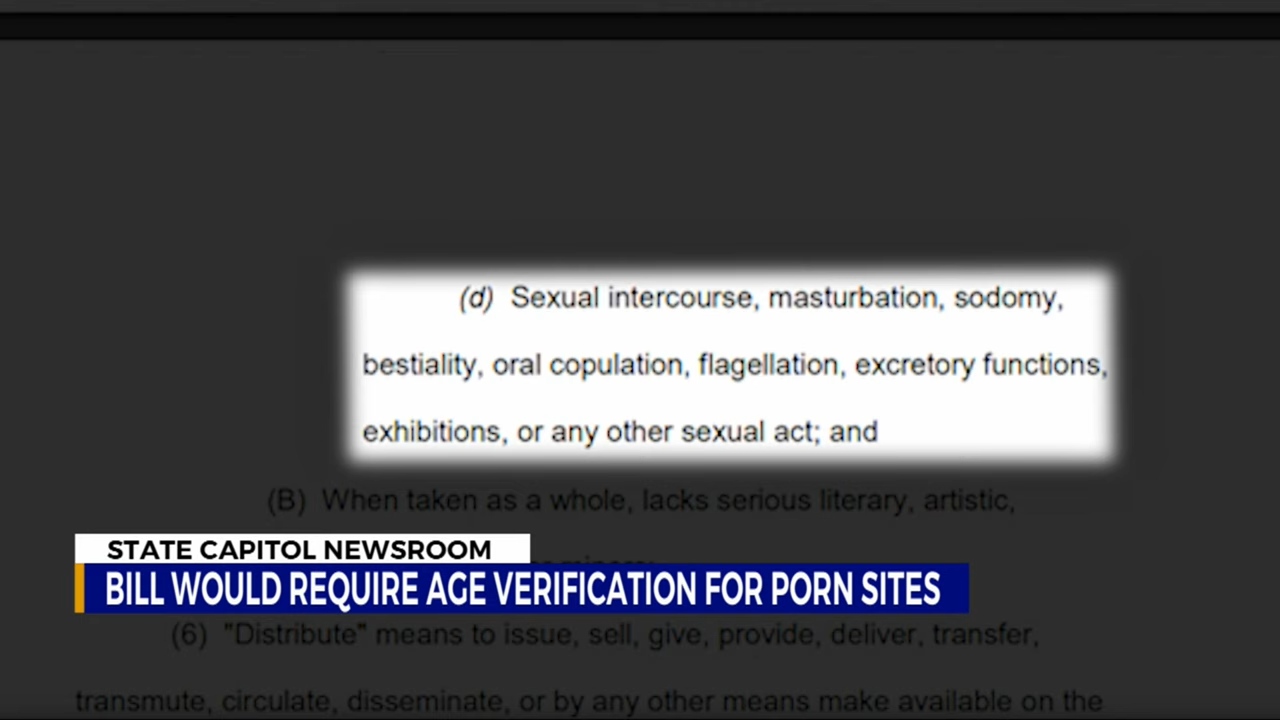 (d) Sexual intercourse, masturbation, sodomy,
bestiality, oral copulation, flagellation, excretory functions,
exhibitions, or any other sexual act; and
(B) When taken as a whole, lacks serious literary, artistic,
STATE CAPITOL NEWSROOM
BILL WOULD REQUIRE AGE VERIFICATION FOR PORN SITES
(6) "Distribute" means to issue, sell, give, provide, deliver, transfer,
transmute, circulate, disseminate, or by any other means make available on the